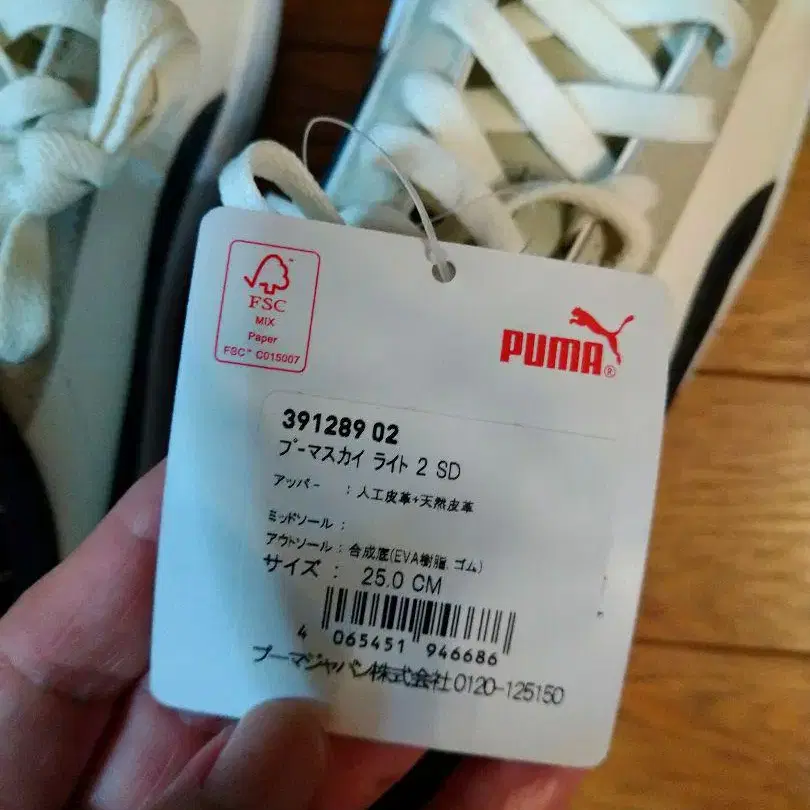 FSC
MIX
Paper
FSC™ C015007
PUMA®
391289 02
プーマスカイ ライト 2 SD
アッパー : 人工皮革+天然皮革
ミッドソール :
アウトソール : 合成底(EVA樹脂, ゴム)
サイズ : 25.0 CM
4 065451 946686
プーマジャパン株式会社 0120-125150